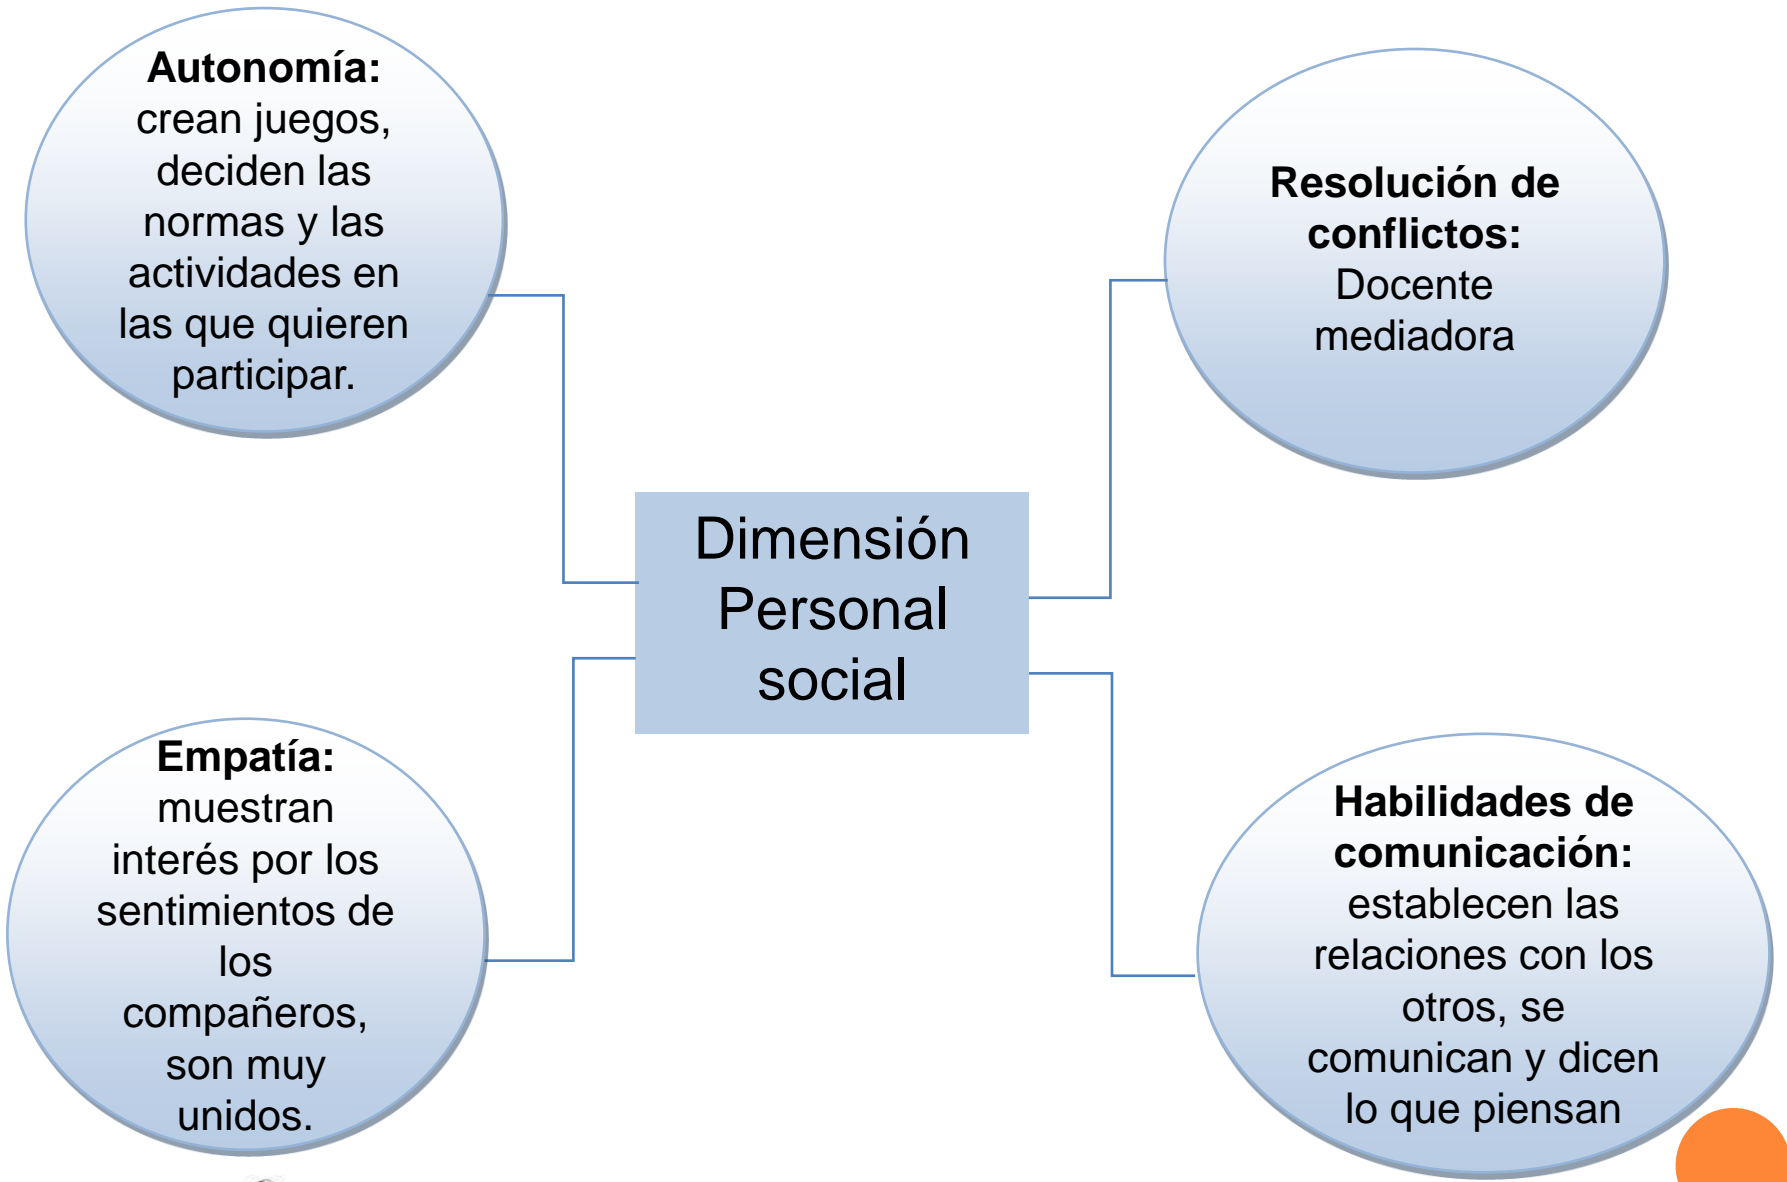 Autonomía:
crean juegos,
deciden las
normas y las
actividades en
las que quieren
participar.
Resolución de
conflictos:
Docente
mediadora
Dimensión
Personal
social
Empatía:
muestran
interés por los
sentimientos de
los
compañeros,
son muy
unidos.
Habilidades de
comunicación:
establecen las
relaciones con los
otros, se
comunican y dicen
lo que piensan